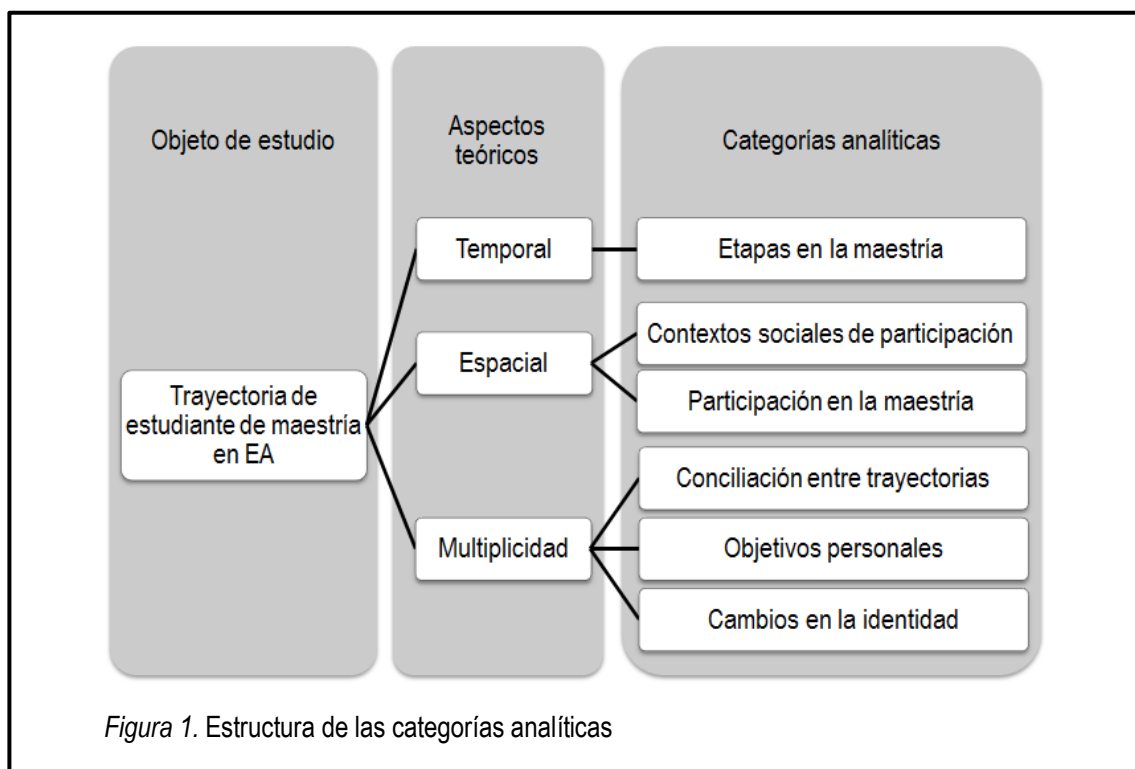 Objeto de estudio
Aspectos
teóricos
Categorías analíticas
Trayectoria de
estudiante de maestría
en EA
Temporal
Espacial
Multiplicidad
Etapas en la maestría
Contextos sociales de participación
Participación en la maestría
Conciliación entre trayectorias
Objetivos personales
Cambios en la identidad
Figura 1. Estructura de las categorías analíticas